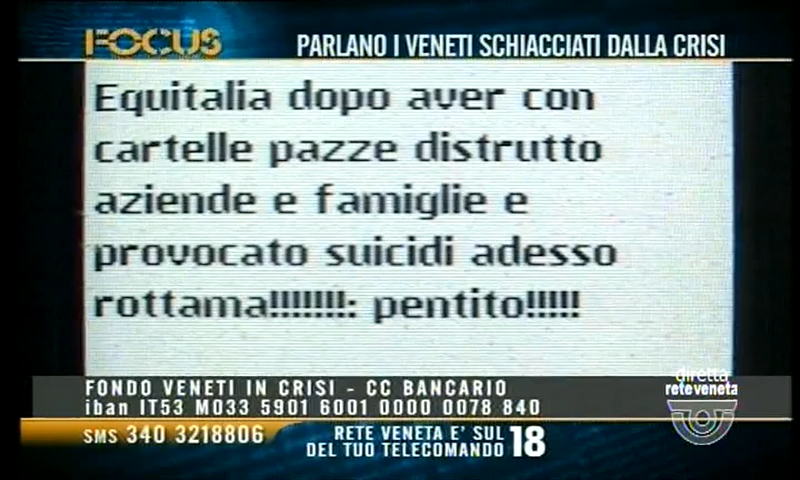 FOCUS
PARLANO I VENETI SCHIACCIATI DALLA CRISI
Equitalia dopo aver con
cartelle pazze distrutto
aziende e famiglie e
provocato suicidi adesso
rottama!!!!!!!!: pentito!!!!!
FONDO VENETI IN CRISI - CC BANCARIO
iban IT53 M033 5901 6001 0000 0078 840
diretta
reteveneta
SMS 340 3218806
RETE VENETA E' SUL 18
DEL TUO TELECOMANDO